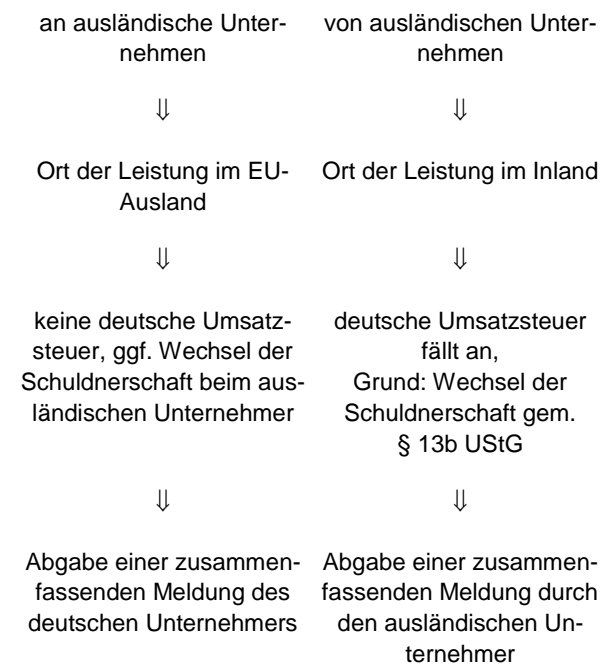 an ausländische Unter-
nehmen
⇓
Ort der Leistung im EU-
Ausland
⇓
keine deutsche Umsatz-
steuer, ggf. Wechsel der
Schuldnerschaft beim aus-
ländischen Unternehmer
⇓
Abgabe einer zusammen-
fassenden Meldung des
deutschen Unternehmers
von ausländischen Unter-
nehmen
⇓
Ort der Leistung im Inland
⇓
deutsche Umsatzsteuer
fällt an,
Grund: Wechsel der
Schuldnerschaft gem.
§ 13b UStG
⇓
Abgabe einer zusammen-
fassenden Meldung durch
den ausländischen Un-
ternehmer